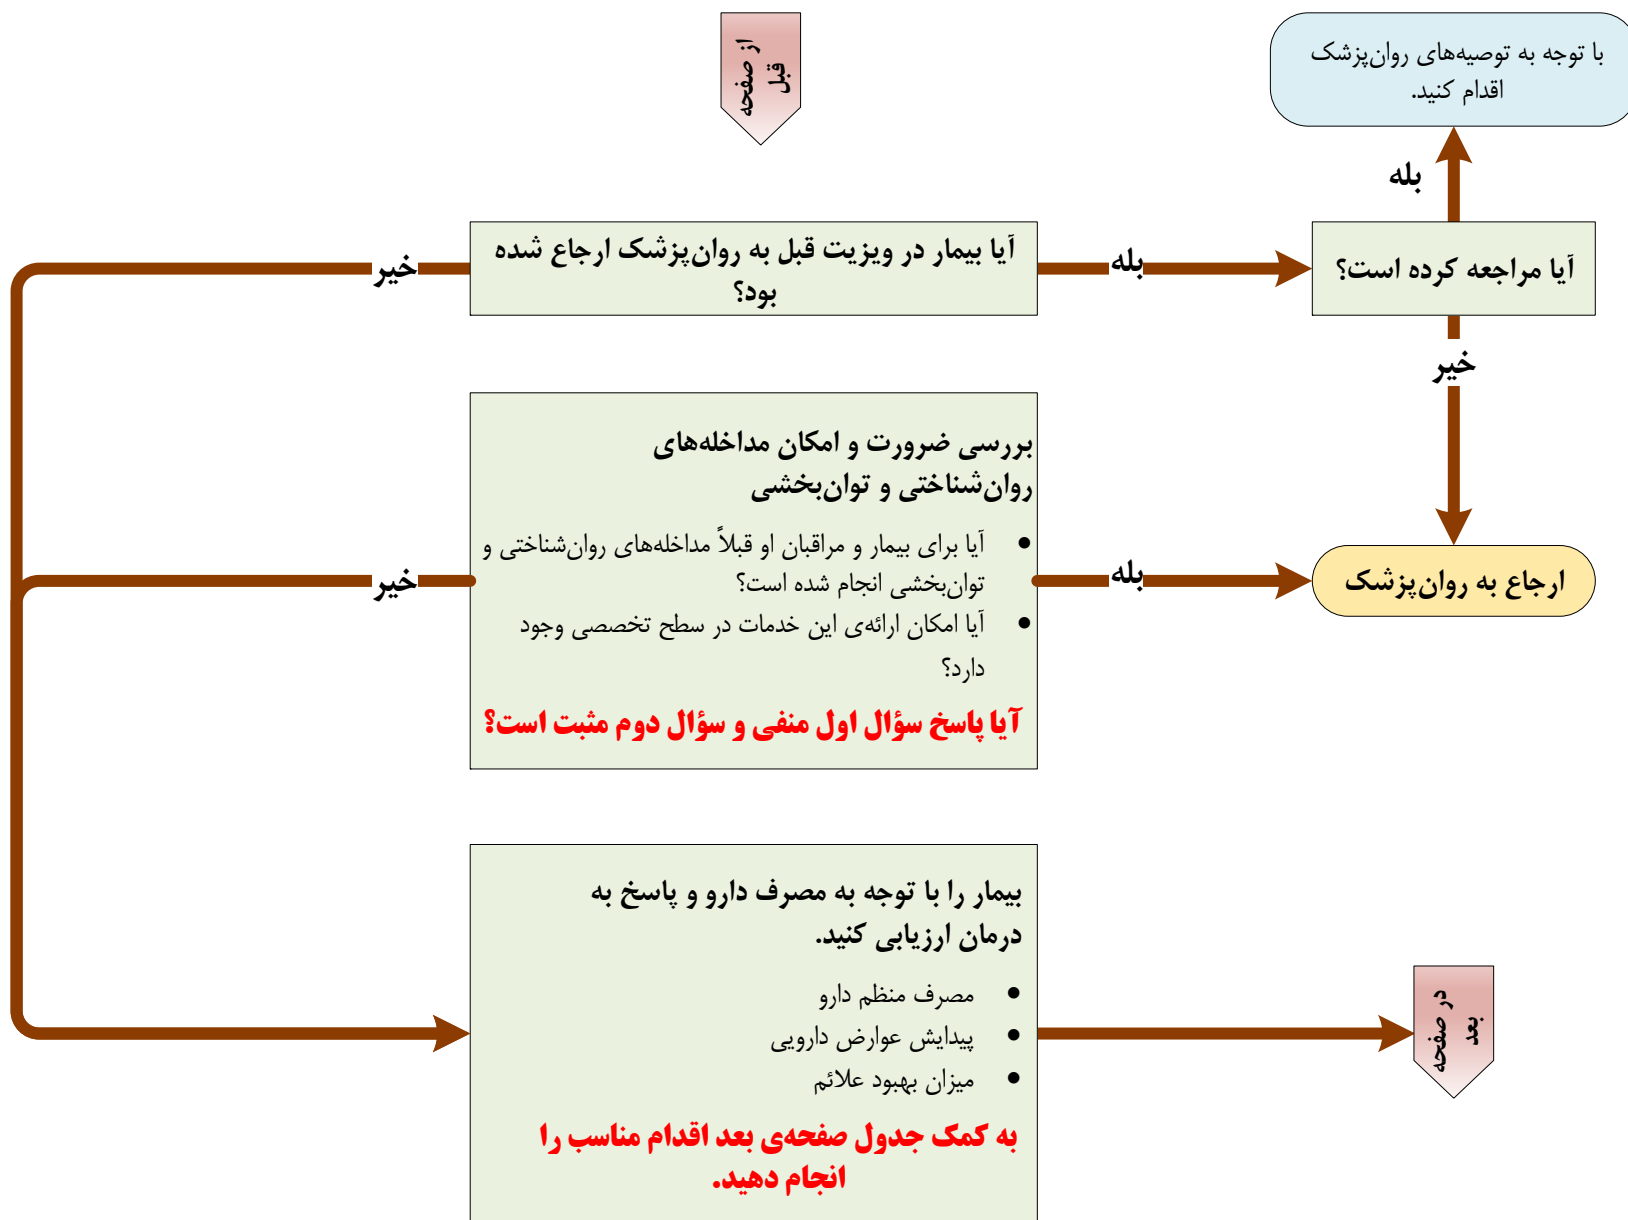 از صفحه
قبل
با توجه به توصیه‌های روان‌پزشک
اقدام کنید.
بله
آیا بیمار در ویزیت قبل به روان‌پزشک ارجاع شده
بود؟
بله
آیا مراجعه کرده است؟
خیر
خیر
بررسی ضرورت و امکان مداخله‌های
روان‌شناختی و توان‌بخشی
• آیا برای بیمار و مراقبان او قبلاً مداخله‌های روان‌شناختی و
توان‌بخشی انجام شده است؟
• آیا امکان ارائه‌ی این خدمات در سطح تخصصی وجود
دارد؟
آیا پاسخ سؤال اول منفی و سؤال دوم مثبت است؟
بله
خیر
ارجاع به روان‌پزشک
بیمار را با توجه به مصرف دارو و پاسخ به
درمان ارزیابی کنید.
• مصرف منظم دارو
• پیدایش عوارض دارویی
• میزان بهبود علائم
به کمک جدول صفحه‌ی بعد اقدام مناسب را
انجام دهید.
در صفحه
بعد